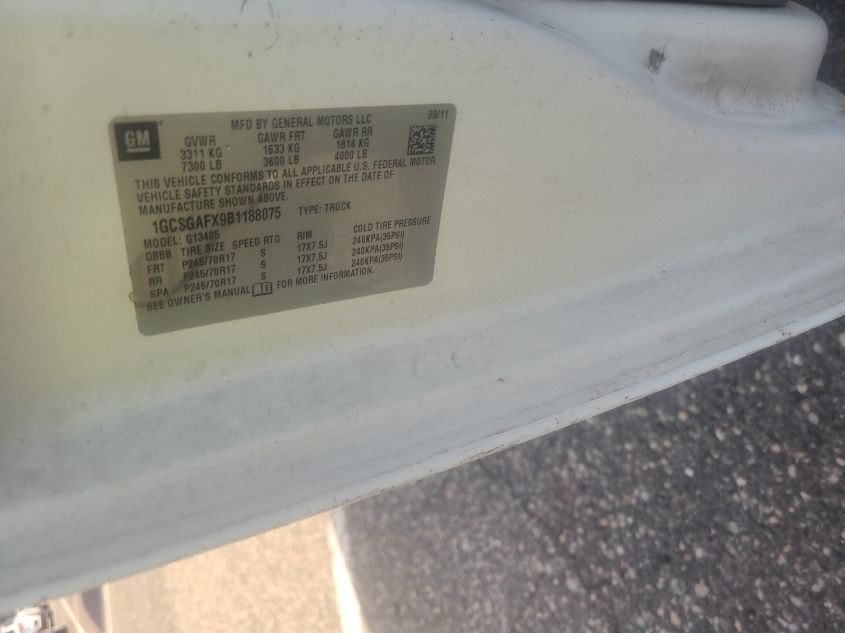 GM
MFD BY GENERAL MOTORS LLC 08/11
GVWR GAWR FRT GAWR RR
3311 KG 1633 KG 1814 KG
7300 LB 3600 LB 4000 LB
THIS VEHICLE CONFORMS TO ALL APPLICABLE U.S. FEDERAL MOTOR
VEHICLE SAFETY STANDARDS IN EFFECT ON THE DATE OF
MANUFACTURE SHOWN ABOVE.
1GCSGAFX9B1188075 TYPE: TRUCK
MODEL: G13405
GBBB TIRE SIZE SPEED RTG RIM COLD TIRE PRESSURE
FRT P245/70R17 S 17X7.5J 240KPA(35PSI)
RR P245/70R17 S 17X7.5J 240KPA(35PSI)
SPA P245/70R17 S 17X7.5J 240KPA(35PSI)
SEE OWNER'S MANUAL FOR MORE INFORMATION.